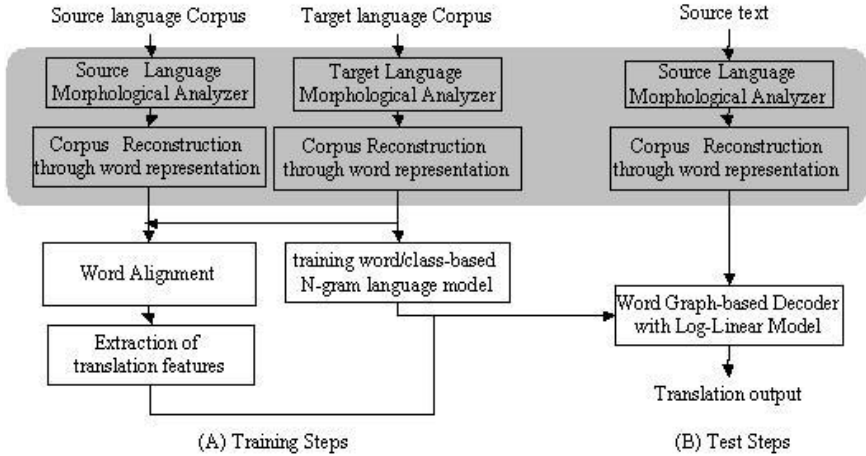 Source language Corpus
Target language Corpus
Source text
Source Language
Morphological Analyzer
Target Language
Morphological Analyzer
Source Language
Morphological Analyzer
Corpus Reconstruction
through word representation
Corpus Reconstruction
through word representation
Corpus Reconstruction
through word representation
Word Alignment
training word/class-based
N-gram language model
Word Graph-based Decoder
with Log-Linear Model
Extraction of
translation features
Translation output
(A) Training Steps
(B) Test Steps